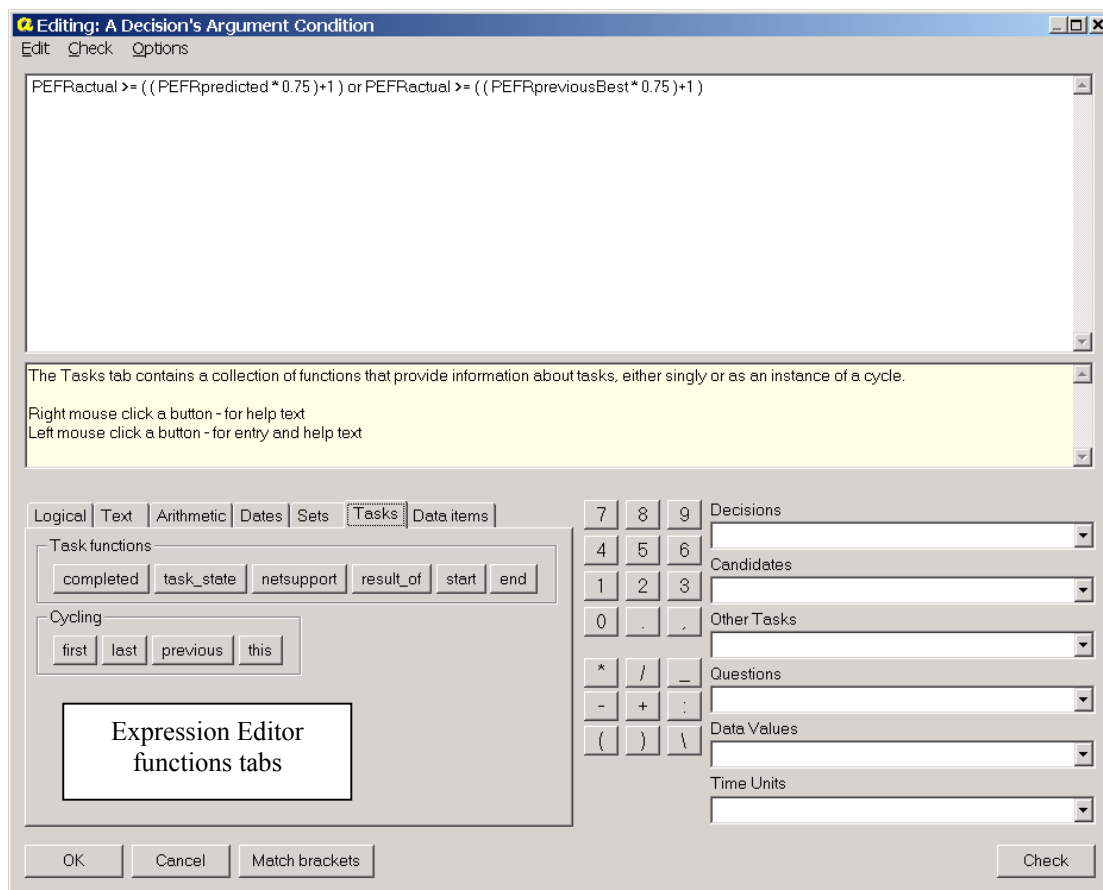 Editing: A Decision's Argument Condition
Edit Check Options
PEFRactual >= ( ( PEFRpredicted * 0.75 )+1 ) or PEFRactual >= ( ( PEFRpreviousBest * 0.75 )+1 )
The Tasks tab contains a collection of functions that provide information about tasks, either singly or as an instance of a cycle.
Right mouse click a button - for help text
Left mouse click a button - for entry and help text
Logical Text Arithmetic Dates Sets Tasks Data items
Task functions
completed task_state netsupport result_of start end
Cycling
first last previous this
Expression Editor
functions tabs
7 8 9
4 5 6
1 2 3
0 . ,
* / _
- + :
( ) \
Decisions
Candidates
Other Tasks
Questions
Data Values
Time Units
OK Cancel Match brackets Check